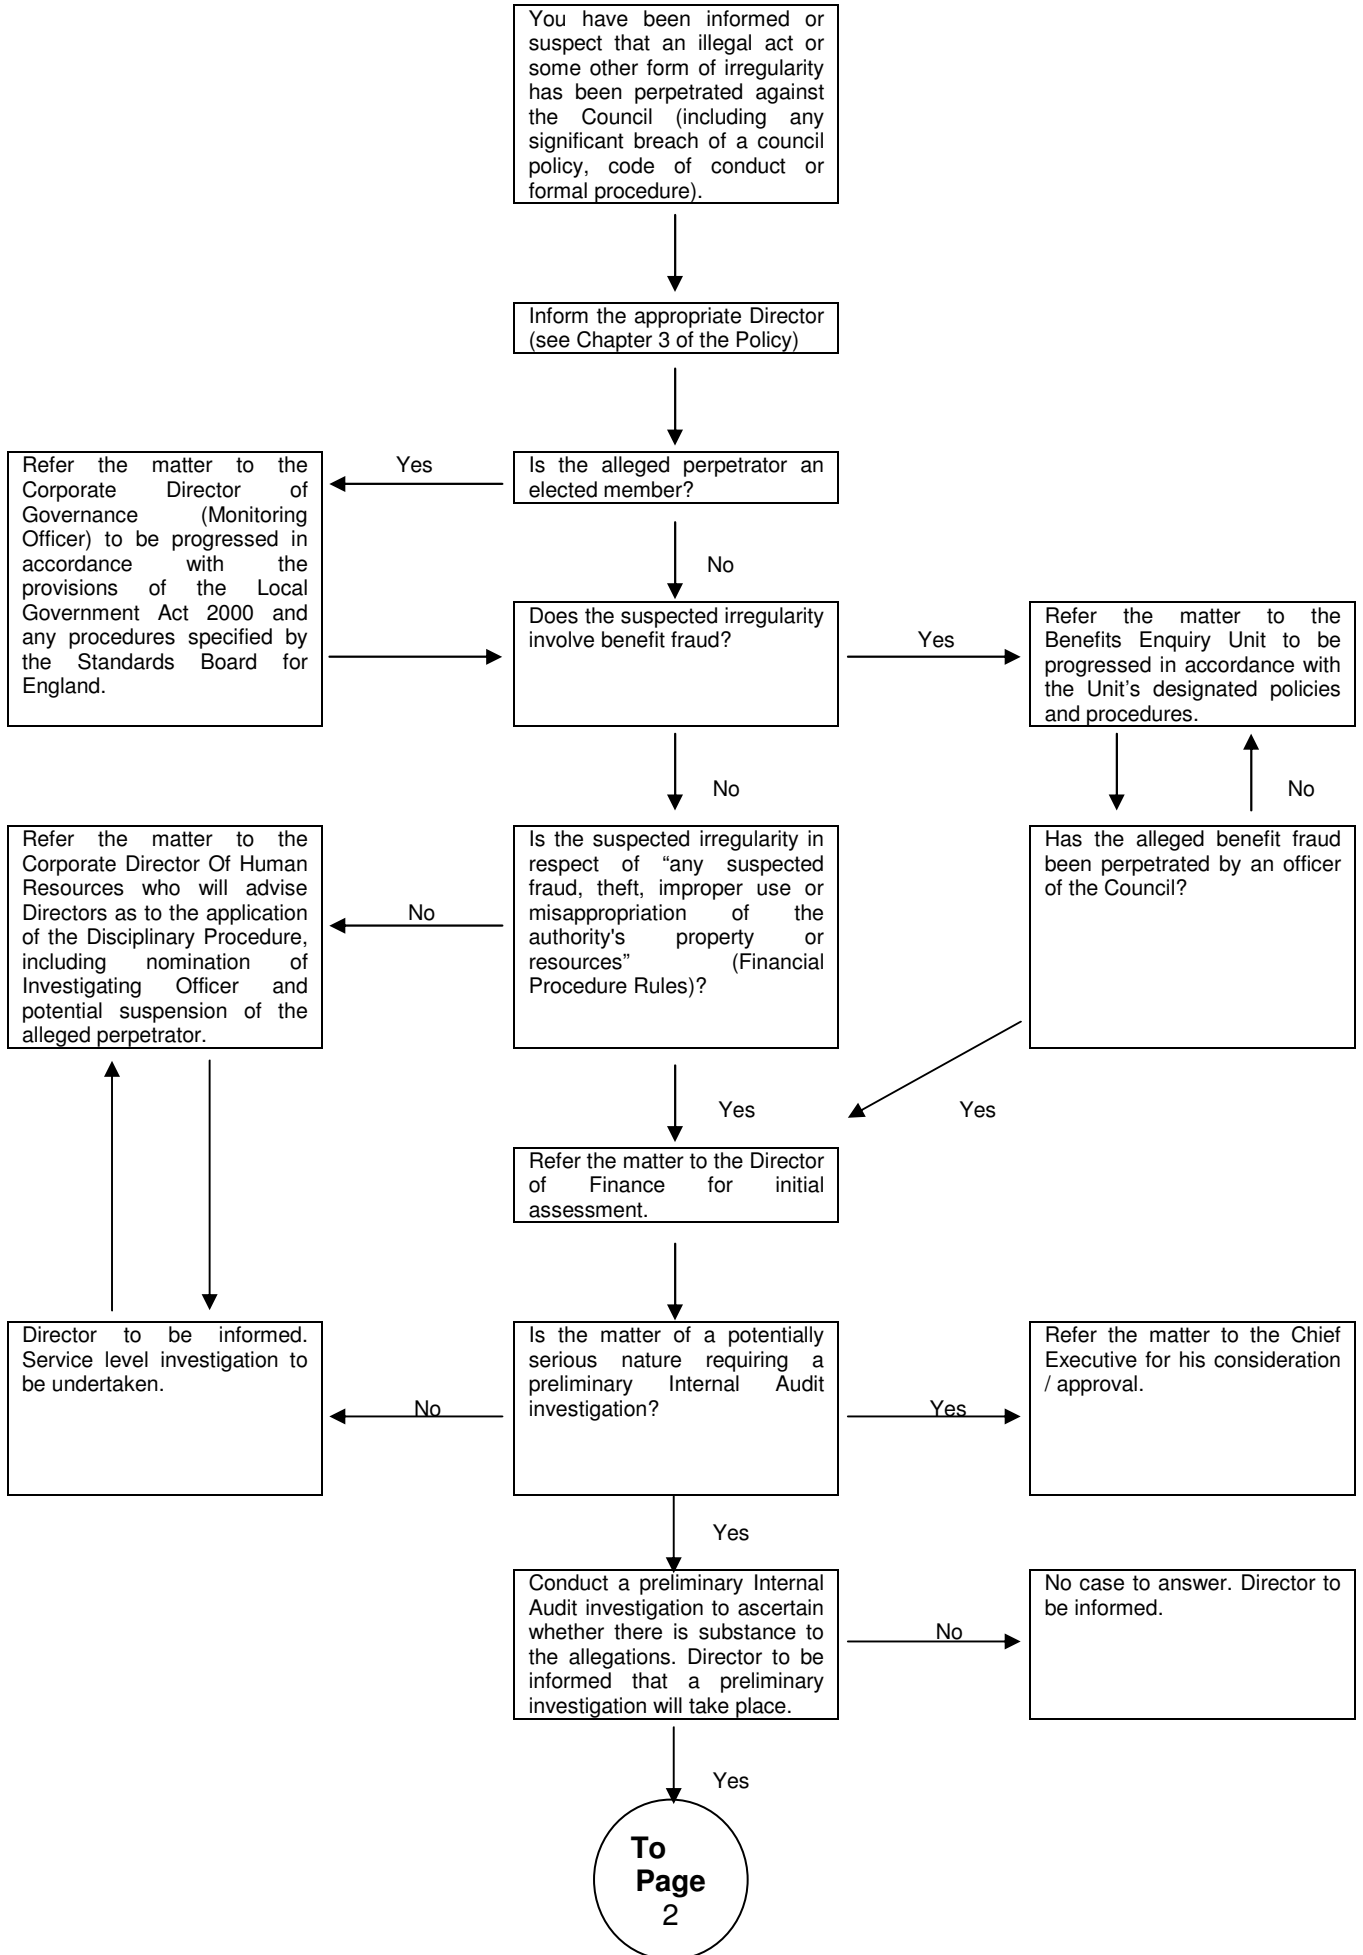 You have been informed or
suspect that an illegal act or
some other form of irregularity
has been perpetrated against
the Council (including any
significant breach of a council
policy, code of conduct or
formal procedure).
Inform the appropriate Director
(see Chapter 3 of the Policy)
Is the alleged perpetrator an
elected member?
Yes
Refer the matter to the
Corporate Director of
Governance (Monitoring
Officer) to be progressed in
accordance with the
provisions of the Local
Government Act 2000 and
any procedures specified by
the Standards Board for
England.
No
Does the suspected irregularity
involve benefit fraud?
Yes
Refer the matter to the
Benefits Enquiry Unit to be
progressed in accordance with
the Unit's designated policies
and procedures.
No
No
Refer the matter to the
Corporate Director Of Human
Resources who will advise
Directors as to the application
of the Disciplinary Procedure,
including nomination of
Investigating Officer and
potential suspension of the
alleged perpetrator.
No
Is the suspected irregularity in
respect of “any suspected
fraud, theft, improper use or
misappropriation of the
authority's property or
resources” (Financial
Procedure Rules)?
Has the alleged benefit fraud
been perpetrated by an officer
of the Council?
Yes
Yes
Refer the matter to the Director
of Finance for initial
assessment.
Director to be informed.
Service level investigation to
be undertaken.
No
Is the matter of a potentially
serious nature requiring a
preliminary Internal Audit
investigation?
Yes
Refer the matter to the Chief
Executive for his consideration
/ approval.
Yes
Conduct a preliminary Internal
Audit investigation to ascertain
whether there is substance to
the allegations. Director to be
informed that a preliminary
investigation will take place.
No
No case to answer. Director to
be informed.
Yes
To
Page
2